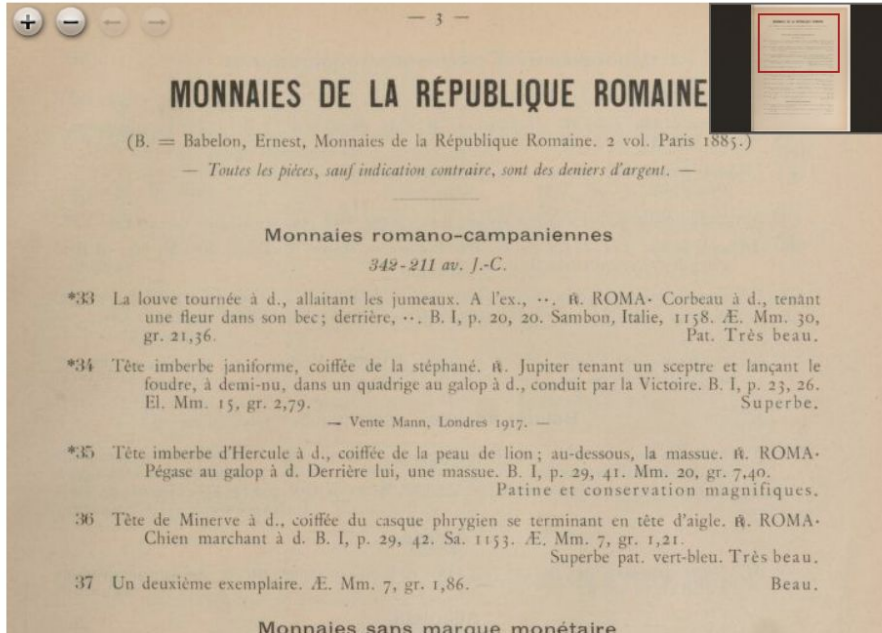 — 3 —
MONNAIES DE LA RÉPUBLIQUE ROMAINE
(B. = Babelon, Ernest, Monnaies de la République Romaine. 2 vol. Paris 1885.)
— Toutes les pièces, sauf indication contraire, sont des deniers d'argent. —
Monnaies romano-campaniennes
342-211 av. J.-C.
*33 La louve tournée à d., allaitant les jumeaux. A l'ex., ··. ℟. ROMA· Corbeau à d., tenant
une fleur dans son bec; derrière, ··. B. I, p. 20, 20. Sambon, Italie, 1158. Æ. Mm. 30,
gr. 21,36. Pat. Très beau.
*34 Tête imberbe janiforme, coiffée de la stéphané. ℟. Jupiter tenant un sceptre et lançant le
foudre, à demi-nu, dans un quadrige au galop à d., conduit par la Victoire. B. I, p. 23, 26.
El. Mm. 15, gr. 2,79. Superbe.
— Vente Mann, Londres 1917. —
*35 Tête imberbe d'Hercule à d., coiffée de la peau de lion; au-dessous, la massue. ℟. ROMA·
Pégase au galop à d. Derrière lui, une massue. B. I, p. 29, 41. Mm. 20, gr. 7,40.
Patine et conservation magnifiques.
36 Tête de Minerve à d., coiffée du casque phrygien se terminant en tête d'aigle. ℟. ROMA·
Chien marchant à d. B. I, p. 29, 42. Sa. 1153. Æ. Mm. 7, gr. 1,21.
Superbe pat. vert-bleu. Très beau.
37 Un deuxième exemplaire. Æ. Mm. 7, gr. 1,86. Beau.
Monnaies sans marque monétaire